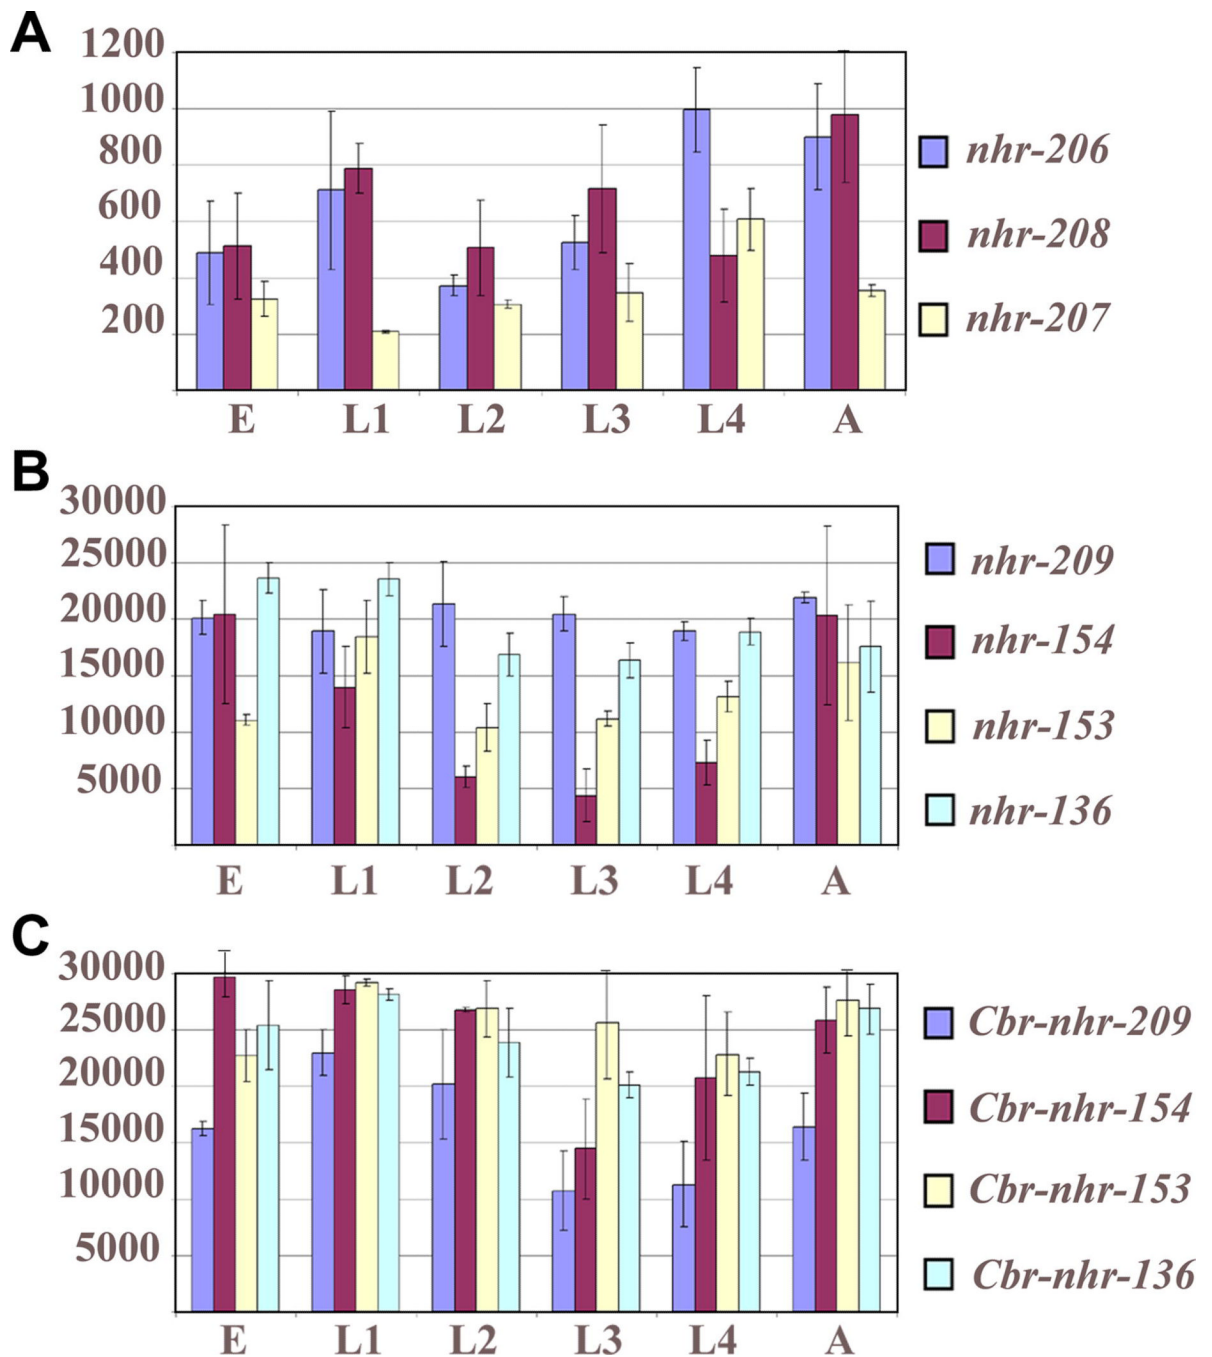 A
1200
1000
800
600
400
200
E L1 L2 L3 L4 A
nhr-206
nhr-208
nhr-207
B
30000
25000
20000
15000
10000
5000
E L1 L2 L3 L4 A
nhr-209
nhr-154
nhr-153
nhr-136
C
30000
25000
20000
15000
10000
5000
E L1 L2 L3 L4 A
Cbr-nhr-209
Cbr-nhr-154
Cbr-nhr-153
Cbr-nhr-136